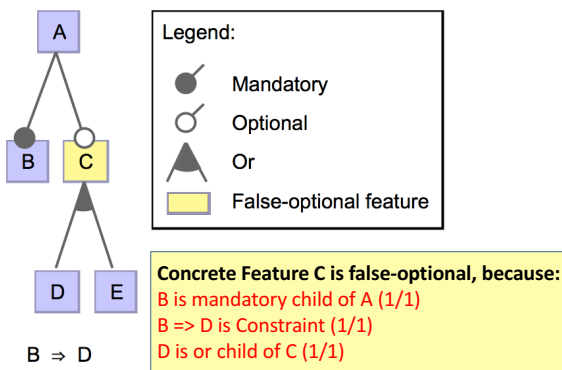 A
B
C
D
E
B ⇒ D
Legend:
Mandatory
Optional
Or
False-optional feature
Concrete Feature C is false-optional, because:
B is mandatory child of A (1/1)
B => D is Constraint (1/1)
D is or child of C (1/1)